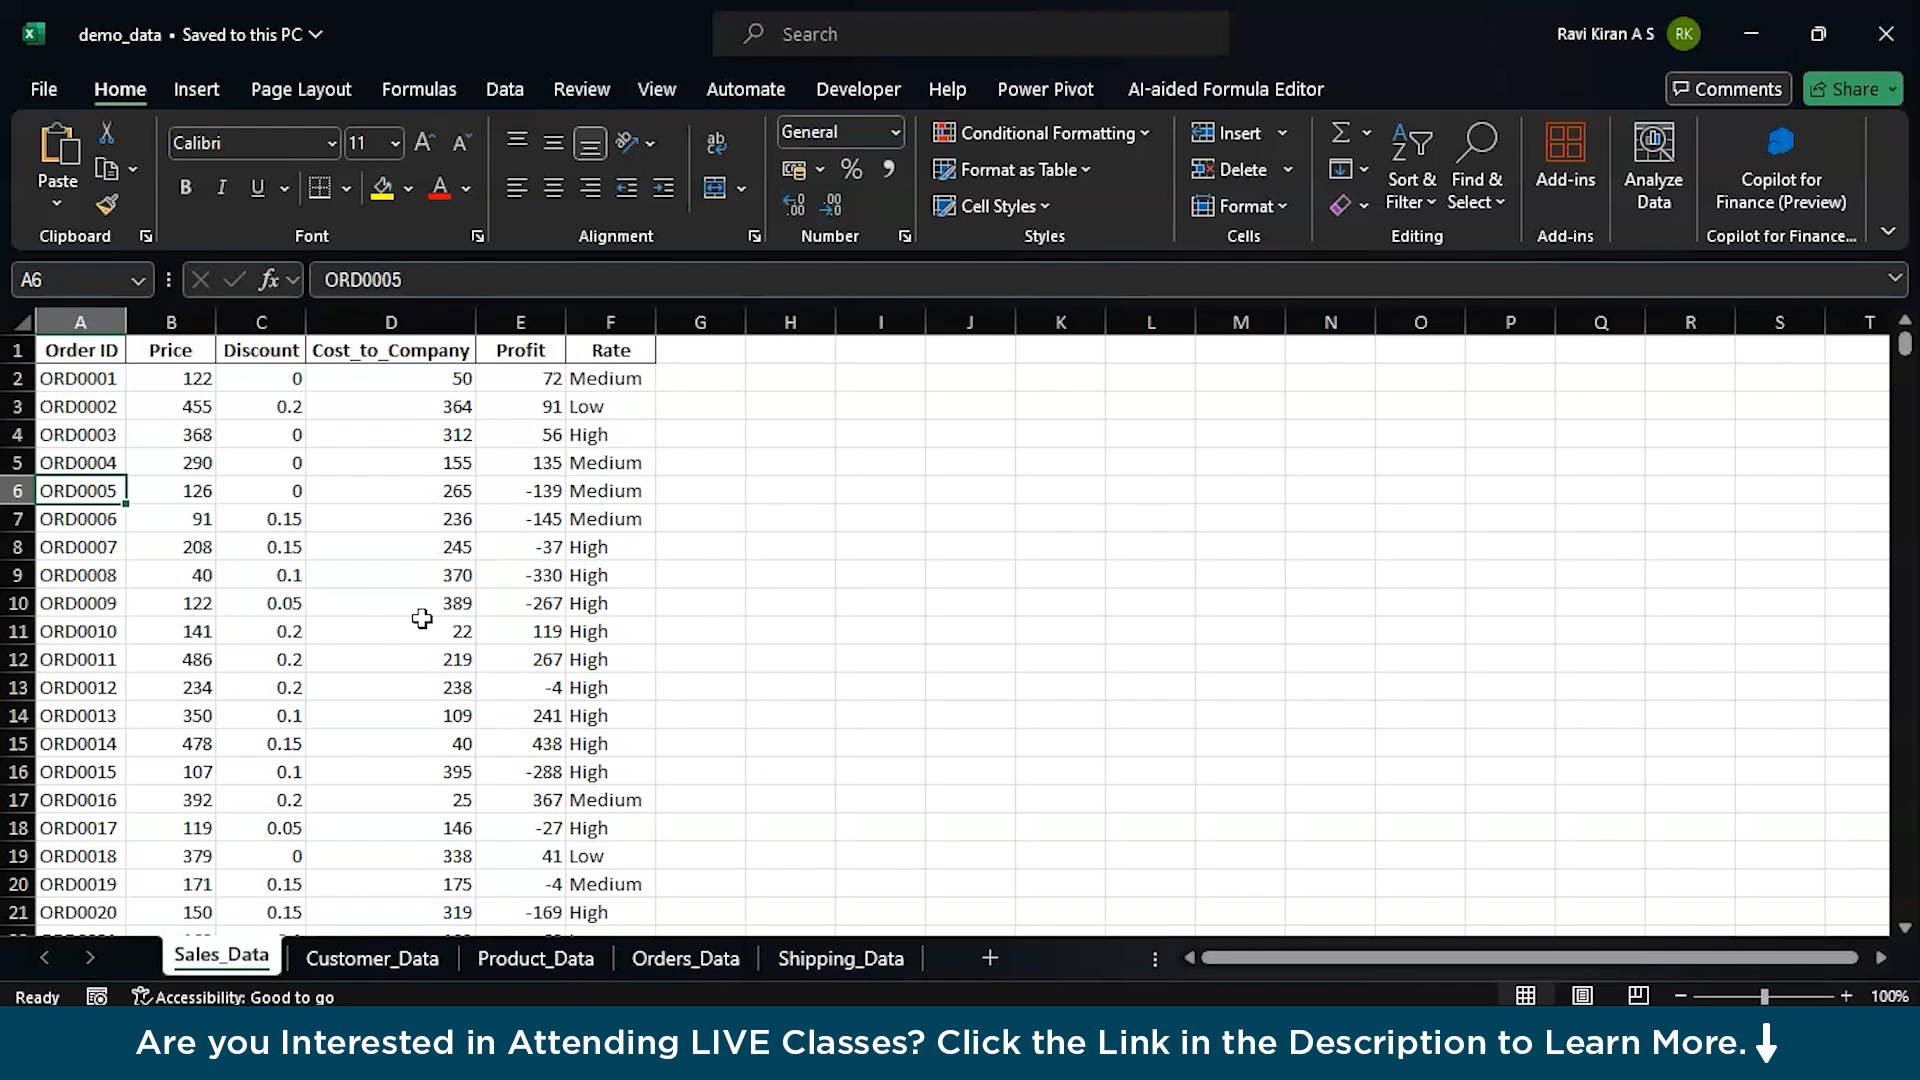 demo_data • Saved to this PC
Search
Ravi Kiran A S
RK
File Home Insert Page Layout Formulas Data Review View Automate Developer Help Power Pivot AI-aided Formula Editor
Comments
Share
Paste
Clipboard
Calibri 11
B I U
Font
Alignment
General
Number
Conditional Formatting
Format as Table
Cell Styles
Styles
Insert
Delete
Format
Cells
Sort & Filter
Find & Select
Editing
Add-ins
Add-ins
Analyze Data
Copilot for Finance (Preview)
Copilot for Finance...
A6
fx
ORD0005
A B C D E F G H I J K L M N O P Q R S T
1 Order ID Price Discount Cost_to_Company Profit Rate
2 ORD0001 122 0 50 72 Medium
3 ORD0002 455 0.2 364 91 Low
4 ORD0003 368 0 312 56 High
5 ORD0004 290 0 155 135 Medium
6 ORD0005 126 0 265 -139 Medium
7 ORD0006 91 0.15 236 -145 Medium
8 ORD0007 208 0.15 245 -37 High
9 ORD0008 40 0.1 370 -330 High
10 ORD0009 122 0.05 389 -267 High
11 ORD0010 141 0.2 22 119 High
12 ORD0011 486 0.2 219 267 High
13 ORD0012 234 0.2 238 -4 High
14 ORD0013 350 0.1 109 241 High
15 ORD0014 478 0.15 40 438 High
16 ORD0015 107 0.1 395 -288 High
17 ORD0016 392 0.2 25 367 Medium
18 ORD0017 119 0.05 146 -27 High
19 ORD0018 379 0 338 41 Low
20 ORD0019 171 0.15 175 -4 Medium
21 ORD0020 150 0.15 319 -169 High
Sales_Data Customer_Data Product_Data Orders_Data Shipping_Data
Ready
Accessibility: Good to go
100%
Are you Interested in Attending LIVE Classes? Click the Link in the Description to Learn More.